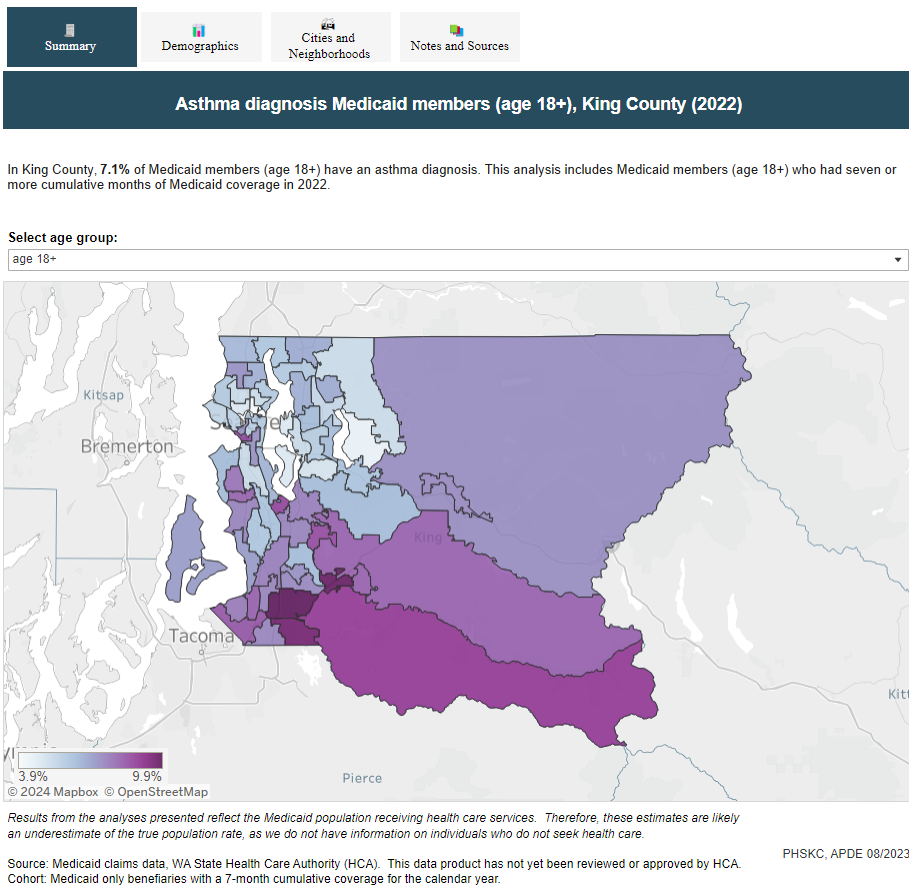 Summary
Demographics
Cities and
Neighborhoods
Notes and Sources
Asthma diagnosis Medicaid members (age 18+), King County (2022)
In King County, 7.1% of Medicaid members (age 18+) have an asthma diagnosis. This analysis includes Medicaid members (age 18+) who had seven or
more cumulative months of Medicaid coverage in 2022.
Select age group:
age 18+
Kitsap
Bremerton
King
Tacoma
Kitt
Pierce
3.9%
9.9%
© 2024 Mapbox © OpenStreetMap
Results from the analyses presented reflect the Medicaid population receiving health care services. Therefore, these estimates are likely
an underestimate of the true population rate, as we do not have information on individuals who do not seek health care.
PHSKC, APDE 08/2023
Source: Medicaid claims data, WA State Health Care Authority (HCA). This data product has not yet been reviewed or approved by HCA.
Cohort: Medicaid only benefiaries with a 7-month cumulative coverage for the calendar year.